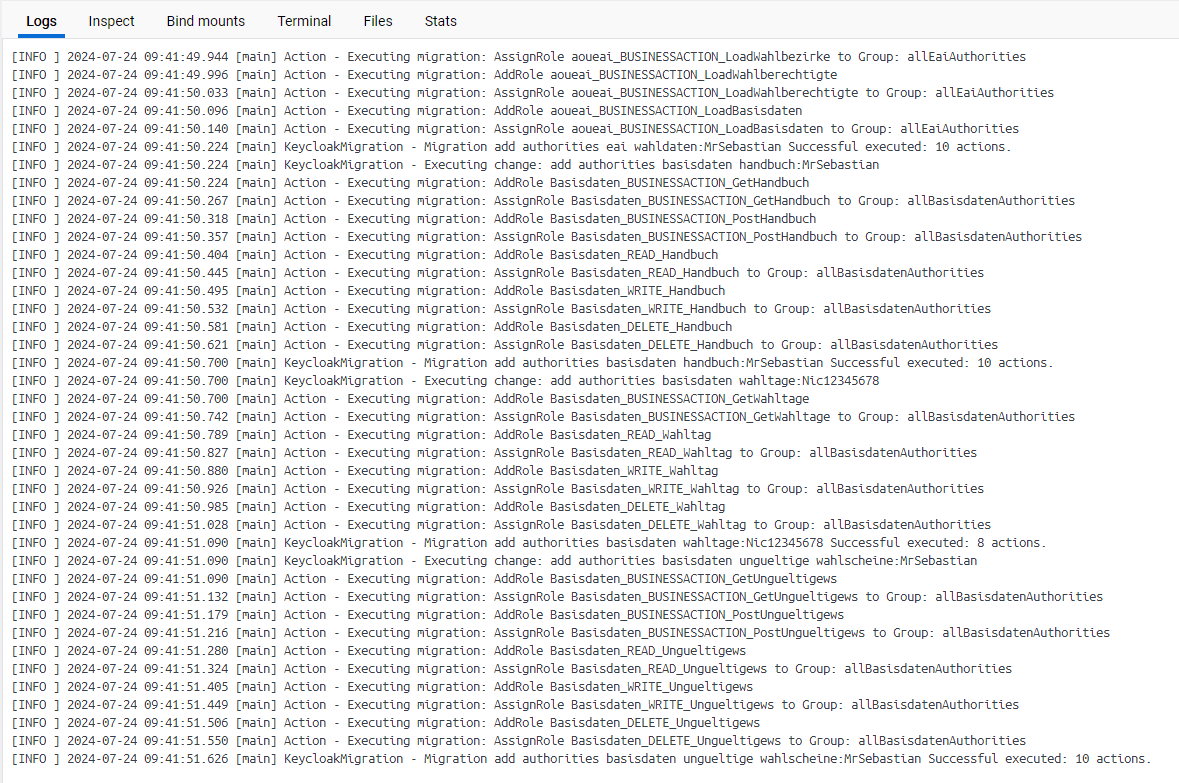 Logs Inspect Bind mounts Terminal Files Stats
[INFO ] 2024-07-24 09:41:49.944 [main] Action - Executing migration: AssignRole aoueai_BUSINESSACTION_LoadWahlbezirke to Group: allEaiAuthorities
[INFO ] 2024-07-24 09:41:49.996 [main] Action - Executing migration: AddRole aoueai_BUSINESSACTION_LoadWahlberechtigte
[INFO ] 2024-07-24 09:41:50.033 [main] Action - Executing migration: AssignRole aoueai_BUSINESSACTION_LoadWahlberechtigte to Group: allEaiAuthorities
[INFO ] 2024-07-24 09:41:50.096 [main] Action - Executing migration: AddRole aoueai_BUSINESSACTION_LoadBasisdaten
[INFO ] 2024-07-24 09:41:50.140 [main] Action - Executing migration: AssignRole aoueai_BUSINESSACTION_LoadBasisdaten to Group: allEaiAuthorities
[INFO ] 2024-07-24 09:41:50.224 [main] KeycloakMigration - Migration add authorities eai wahldaten:MrSebastian Successful executed: 10 actions.
[INFO ] 2024-07-24 09:41:50.224 [main] KeycloakMigration - Executing change: add authorities basisdaten handbuch:MrSebastian
[INFO ] 2024-07-24 09:41:50.224 [main] Action - Executing migration: AddRole Basisdaten_BUSINESSACTION_GetHandbuch
[INFO ] 2024-07-24 09:41:50.267 [main] Action - Executing migration: AssignRole Basisdaten_BUSINESSACTION_GetHandbuch to Group: allBasisdatenAuthorities
[INFO ] 2024-07-24 09:41:50.318 [main] Action - Executing migration: AddRole Basisdaten_BUSINESSACTION_PostHandbuch
[INFO ] 2024-07-24 09:41:50.357 [main] Action - Executing migration: AssignRole Basisdaten_BUSINESSACTION_PostHandbuch to Group: allBasisdatenAuthorities
[INFO ] 2024-07-24 09:41:50.404 [main] Action - Executing migration: AddRole Basisdaten_READ_Handbuch
[INFO ] 2024-07-24 09:41:50.445 [main] Action - Executing migration: AssignRole Basisdaten_READ_Handbuch to Group: allBasisdatenAuthorities
[INFO ] 2024-07-24 09:41:50.495 [main] Action - Executing migration: AddRole Basisdaten_WRITE_Handbuch
[INFO ] 2024-07-24 09:41:50.532 [main] Action - Executing migration: AssignRole Basisdaten_WRITE_Handbuch to Group: allBasisdatenAuthorities
[INFO ] 2024-07-24 09:41:50.581 [main] Action - Executing migration: AddRole Basisdaten_DELETE_Handbuch
[INFO ] 2024-07-24 09:41:50.621 [main] Action - Executing migration: AssignRole Basisdaten_DELETE_Handbuch to Group: allBasisdatenAuthorities
[INFO ] 2024-07-24 09:41:50.700 [main] KeycloakMigration - Migration add authorities basisdaten handbuch:MrSebastian Successful executed: 10 actions.
[INFO ] 2024-07-24 09:41:50.700 [main] KeycloakMigration - Executing change: add authorities basisdaten wahltage:Nic12345678
[INFO ] 2024-07-24 09:41:50.700 [main] Action - Executing migration: AddRole Basisdaten_BUSINESSACTION_GetWahltage
[INFO ] 2024-07-24 09:41:50.742 [main] Action - Executing migration: AssignRole Basisdaten_BUSINESSACTION_GetWahltage to Group: allBasisdatenAuthorities
[INFO ] 2024-07-24 09:41:50.789 [main] Action - Executing migration: AddRole Basisdaten_READ_Wahltag
[INFO ] 2024-07-24 09:41:50.827 [main] Action - Executing migration: AssignRole Basisdaten_READ_Wahltag to Group: allBasisdatenAuthorities
[INFO ] 2024-07-24 09:41:50.880 [main] Action - Executing migration: AddRole Basisdaten_WRITE_Wahltag
[INFO ] 2024-07-24 09:41:50.926 [main] Action - Executing migration: AssignRole Basisdaten_WRITE_Wahltag to Group: allBasisdatenAuthorities
[INFO ] 2024-07-24 09:41:50.985 [main] Action - Executing migration: AddRole Basisdaten_DELETE_Wahltag
[INFO ] 2024-07-24 09:41:51.028 [main] Action - Executing migration: AssignRole Basisdaten_DELETE_Wahltag to Group: allBasisdatenAuthorities
[INFO ] 2024-07-24 09:41:51.090 [main] KeycloakMigration - Migration add authorities basisdaten wahltage:Nic12345678 Successful executed: 8 actions.
[INFO ] 2024-07-24 09:41:51.090 [main] KeycloakMigration - Executing change: add authorities basisdaten ungueltige wahlscheine:MrSebastian
[INFO ] 2024-07-24 09:41:51.090 [main] Action - Executing migration: AddRole Basisdaten_BUSINESSACTION_GetUngueltigews
[INFO ] 2024-07-24 09:41:51.132 [main] Action - Executing migration: AssignRole Basisdaten_BUSINESSACTION_GetUngueltigews to Group: allBasisdatenAuthorities
[INFO ] 2024-07-24 09:41:51.179 [main] Action - Executing migration: AddRole Basisdaten_BUSINESSACTION_PostUngueltigews
[INFO ] 2024-07-24 09:41:51.216 [main] Action - Executing migration: AssignRole Basisdaten_BUSINESSACTION_PostUngueltigews to Group: allBasisdatenAuthorities
[INFO ] 2024-07-24 09:41:51.280 [main] Action - Executing migration: AddRole Basisdaten_READ_Ungueltigews
[INFO ] 2024-07-24 09:41:51.324 [main] Action - Executing migration: AssignRole Basisdaten_READ_Ungueltigews to Group: allBasisdatenAuthorities
[INFO ] 2024-07-24 09:41:51.405 [main] Action - Executing migration: AddRole Basisdaten_WRITE_Ungueltigews
[INFO ] 2024-07-24 09:41:51.449 [main] Action - Executing migration: AssignRole Basisdaten_WRITE_Ungueltigews to Group: allBasisdatenAuthorities
[INFO ] 2024-07-24 09:41:51.506 [main] Action - Executing migration: AddRole Basisdaten_DELETE_Ungueltigews
[INFO ] 2024-07-24 09:41:51.550 [main] Action - Executing migration: AssignRole Basisdaten_DELETE_Ungueltigews to Group: allBasisdatenAuthorities
[INFO ] 2024-07-24 09:41:51.626 [main] KeycloakMigration - Migration add authorities basisdaten ungueltige wahlscheine:MrSebastian Successful executed: 10 actions.